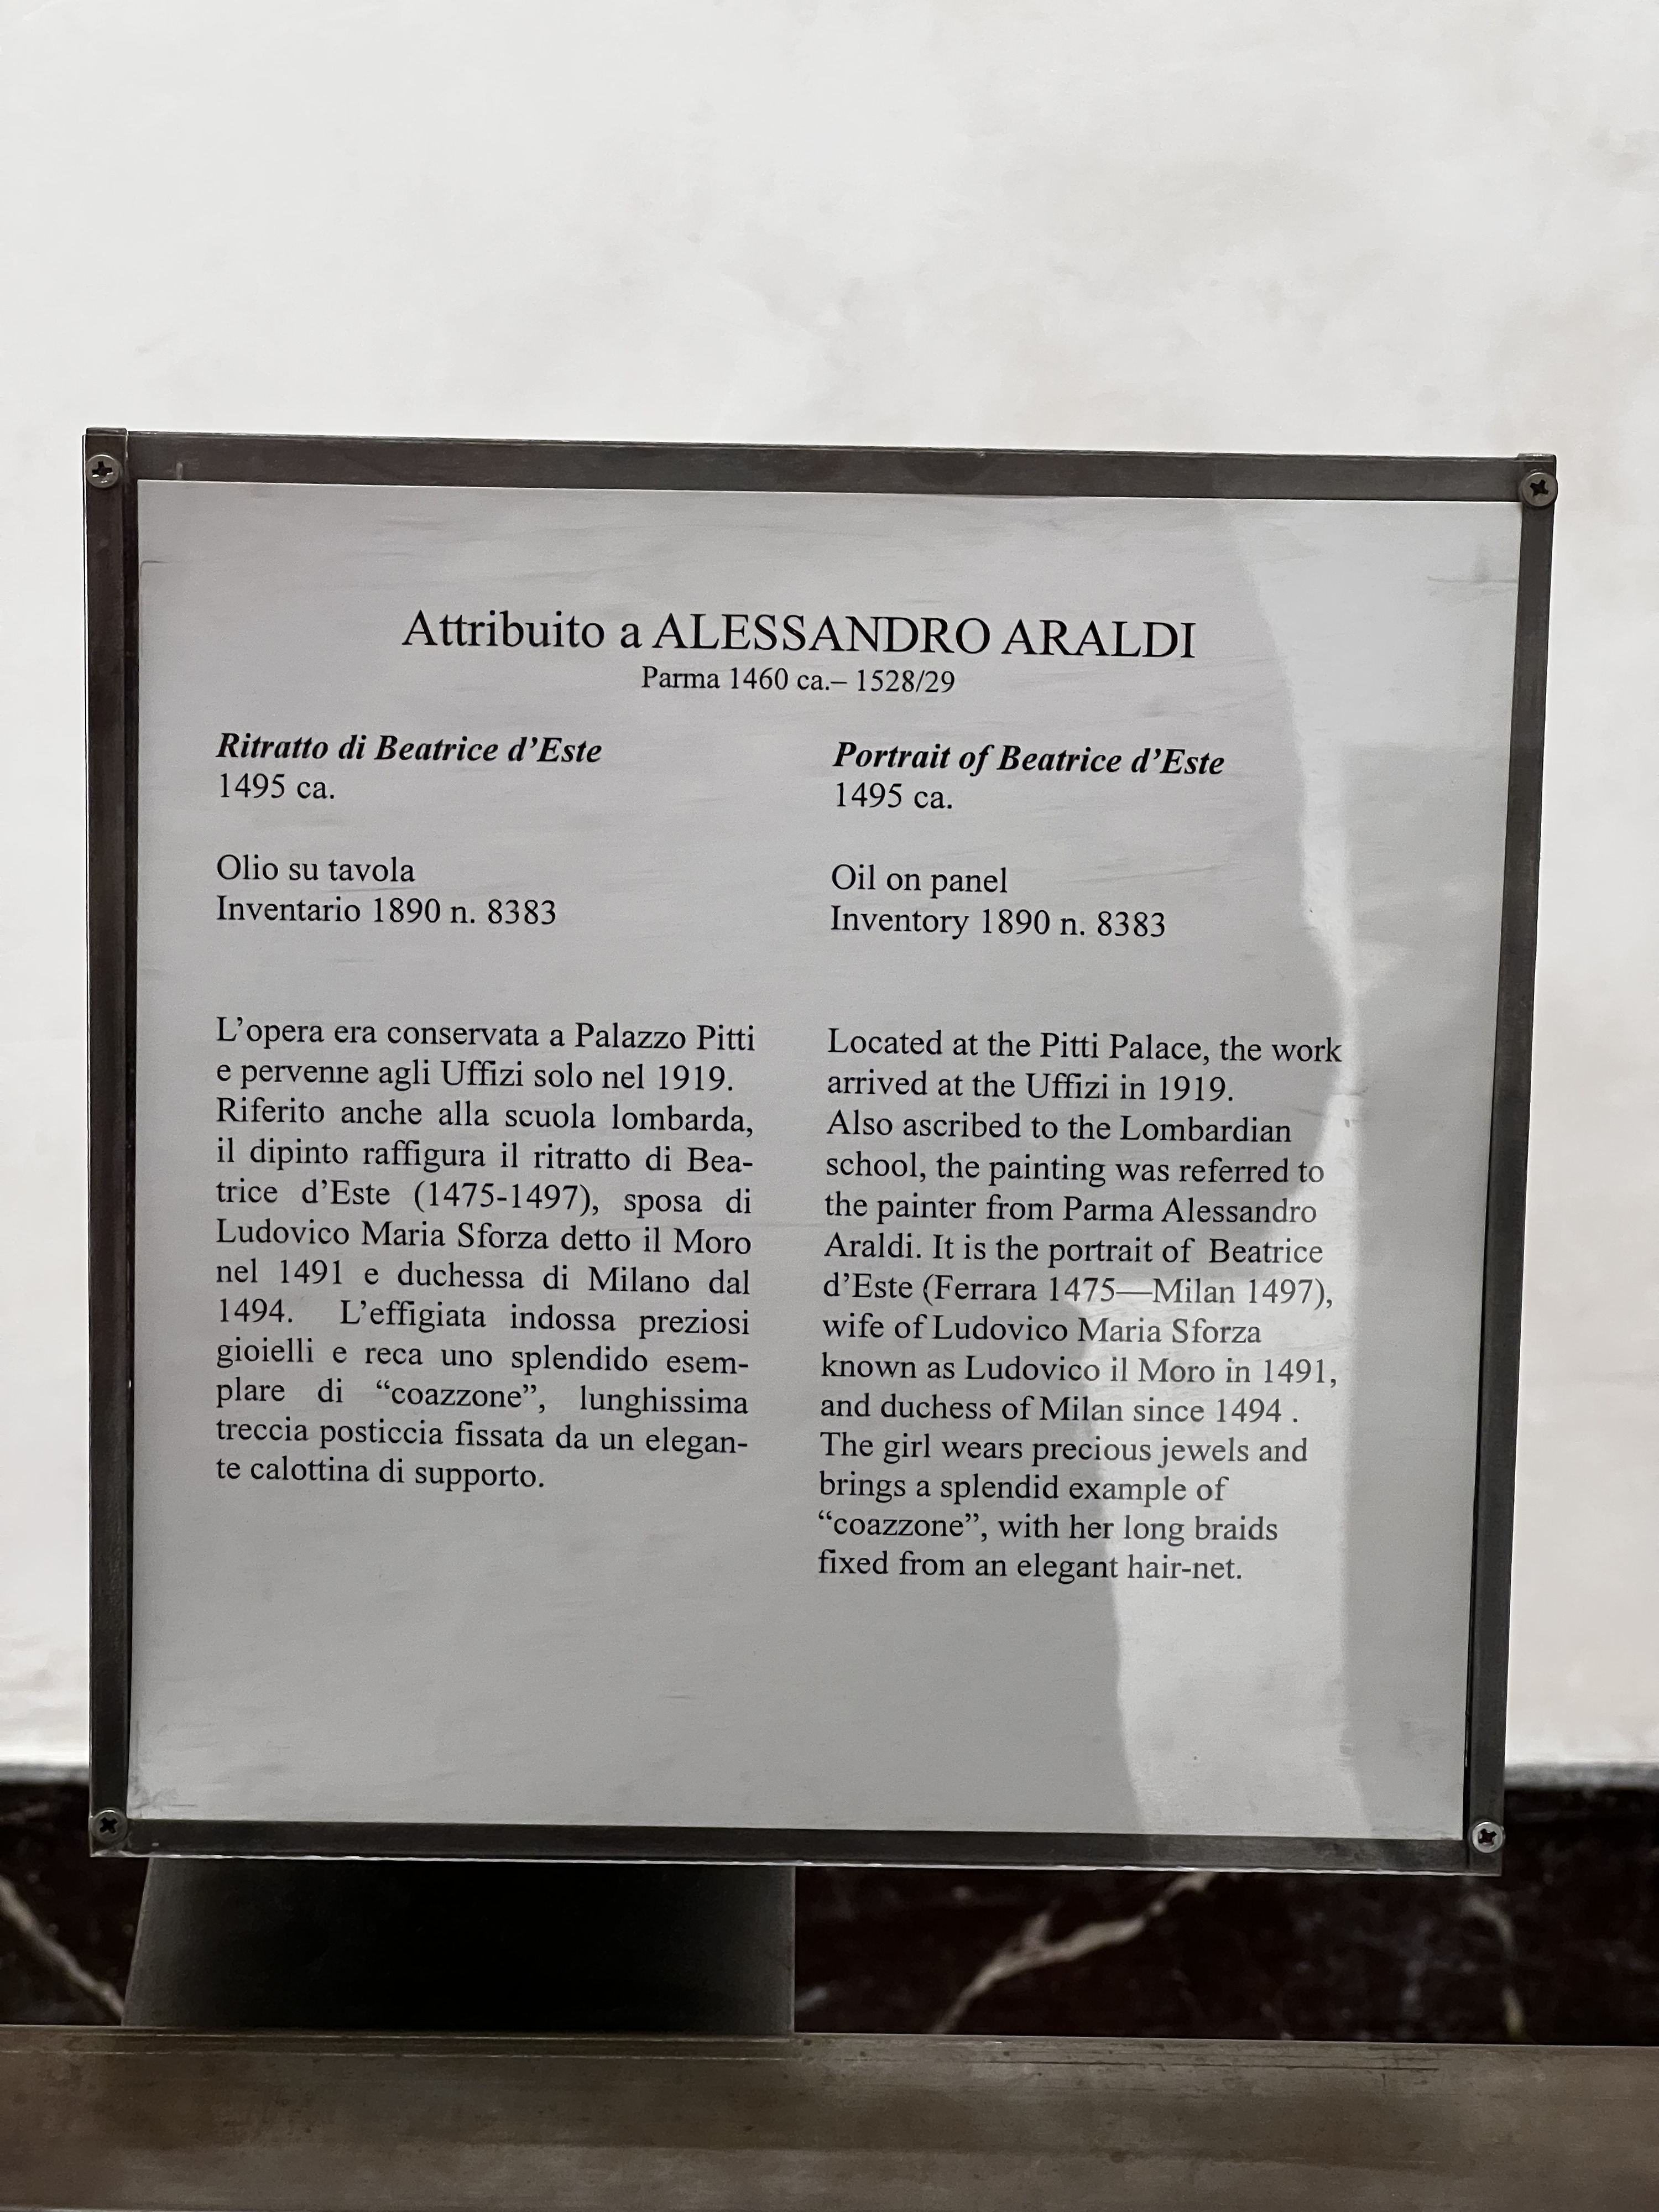 Attribuito a ALESSANDRO ARALDI
Parma 1460 ca.– 1528/29
Ritratto di Beatrice d’Este
1495 ca.
Olio su tavola
Inventario 1890 n. 8383
L’opera era conservata a Palazzo Pitti
e pervenne agli Uffizi solo nel 1919.
Riferito anche alla scuola lombarda,
il dipinto raffigura il ritratto di Bea-
trice d’Este (1475-1497), sposa di
Ludovico Maria Sforza detto il Moro
nel 1491 e duchessa di Milano dal
1494. L’effigiata indossa preziosi
gioielli e reca uno splendido esem-
plare di “coazzone”, lunghissima
treccia posticcia fissata da un elegan-
te calottina di supporto.
Portrait of Beatrice d’Este
1495 ca.
Oil on panel
Inventory 1890 n. 8383
Located at the Pitti Palace, the work
arrived at the Uffizi in 1919.
Also ascribed to the Lombardian
school, the painting was referred to
the painter from Parma Alessandro
Araldi. It is the portrait of Beatrice
d’Este (Ferrara 1475—Milan 1497),
wife of Ludovico Maria Sforza
known as Ludovico il Moro in 1491,
and duchess of Milan since 1494 .
The girl wears precious jewels and
brings a splendid example of
“coazzone”, with her long braids
fixed from an elegant hair-net.